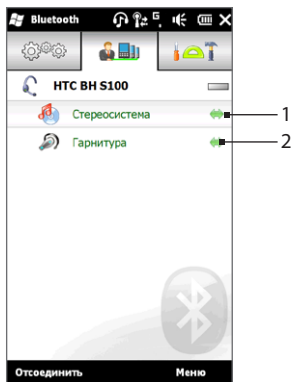 Bluetooth
HTC BH S100
Стереосистема 1
Гарнитура 2
Отсоединить Меню